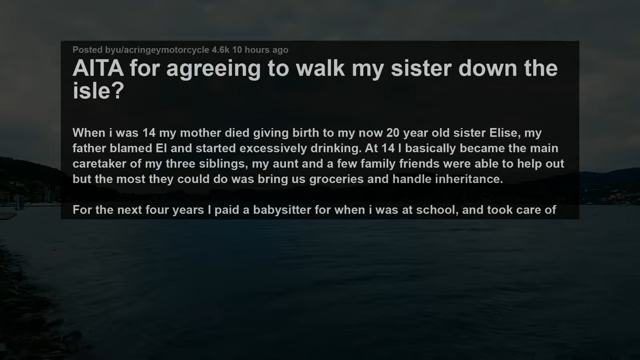 Posted byu/acringeymotorcycle 4.6k 10 hours ago
AITA for agreeing to walk my sister down the
isle?
When i was 14 my mother died giving birth to my now 20 year old sister Elise, my
father blamed El and started excessively drinking. At 14 I basically became the main
caretaker of my three siblings, my aunt and a few family friends were able to help out
but the most they could do was bring us groceries and handle inheritance.
For the next four years I paid a babysitter for when i was at school, and took care of